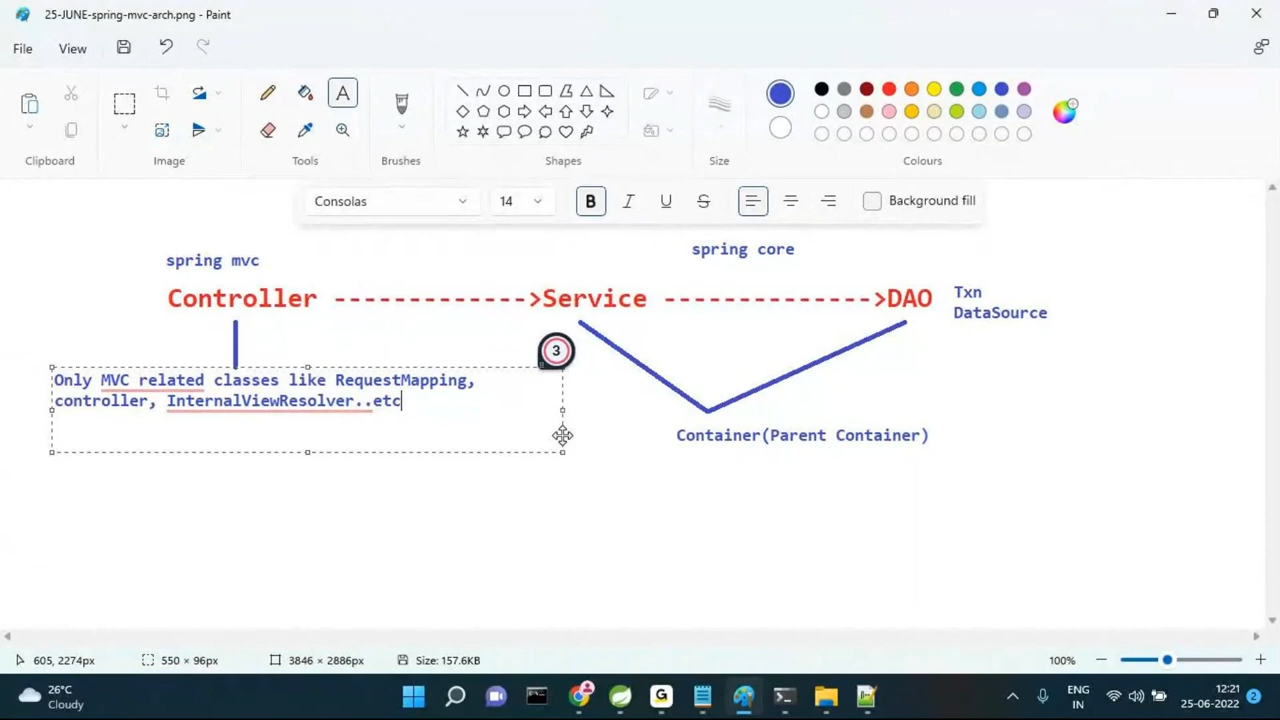 25-JUNE-spring-mvc-arch.png - Paint
File
View
Clipboard
Image
Tools
Brushes
Shapes
Size
Colours
Consolas
14
B
I
U
S
Background fill
A
spring mvc
spring core
Controller ------------->Service -------------->DAO
Txn
DataSource
3
Only MVC related classes like RequestMapping,
controller, InternalViewResolver..etc
Container(Parent Container)
605, 2274px
550 × 96px
3846 × 2886px
Size: 157.6KB
100%
26°C
Cloudy
G
ENG
IN
12:21
25-06-2022
2